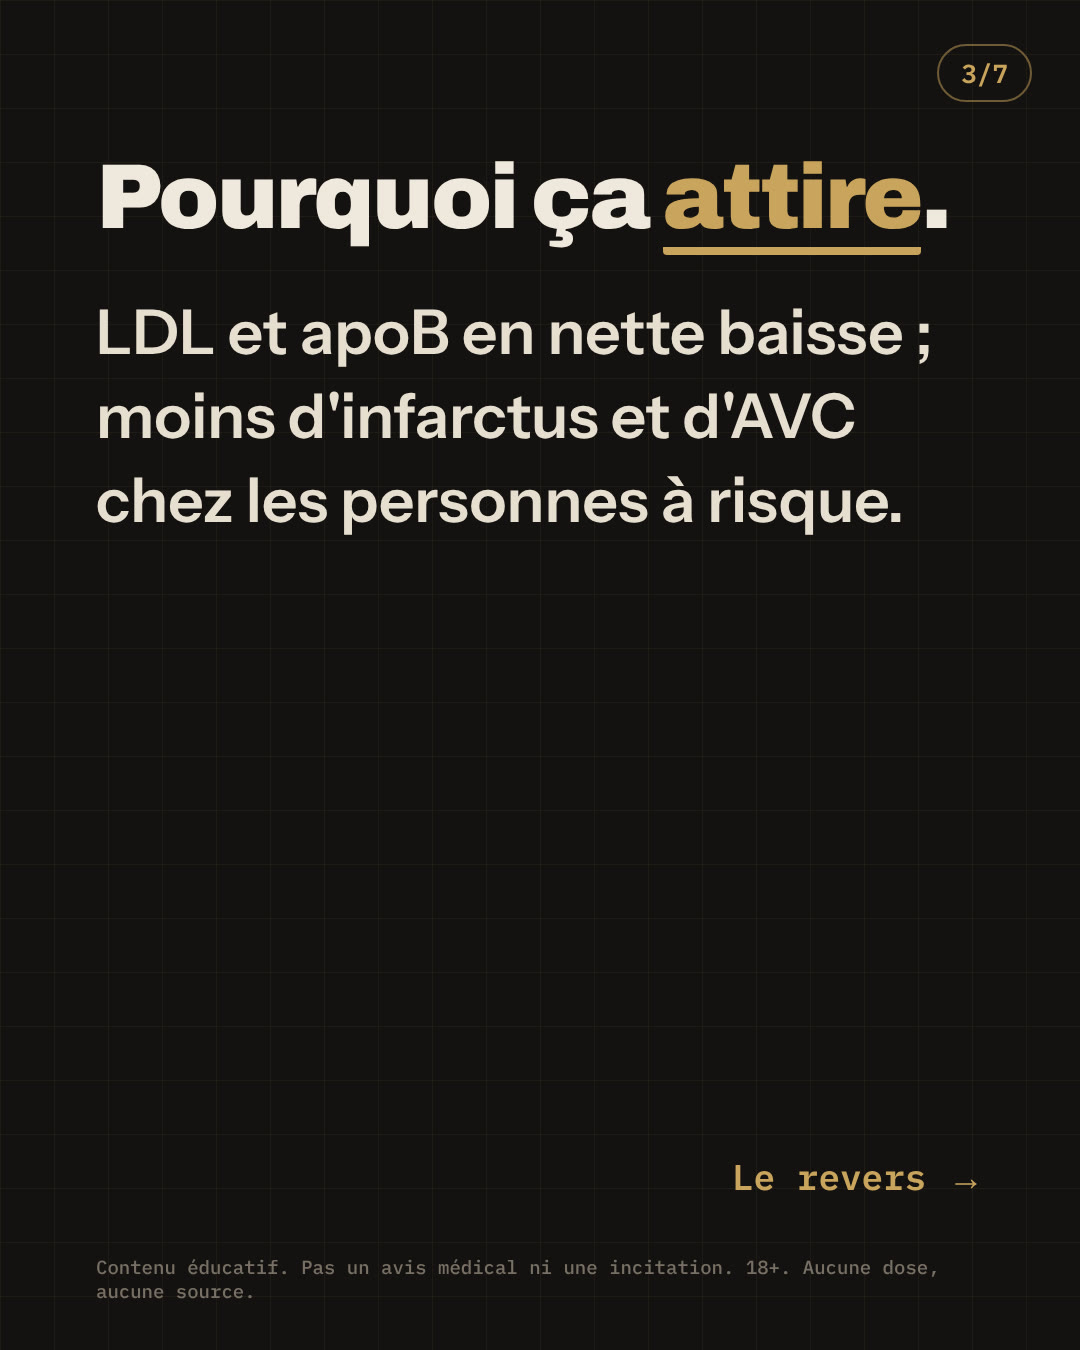 3/7
Pourquoi ça attire.
LDL et apoB en nette baisse ;
moins d'infarctus et d'AVC
chez les personnes à risque.
Le revers →
Contenu éducatif. Pas un avis médical ni une incitation. 18+. Aucune dose,
aucune source.